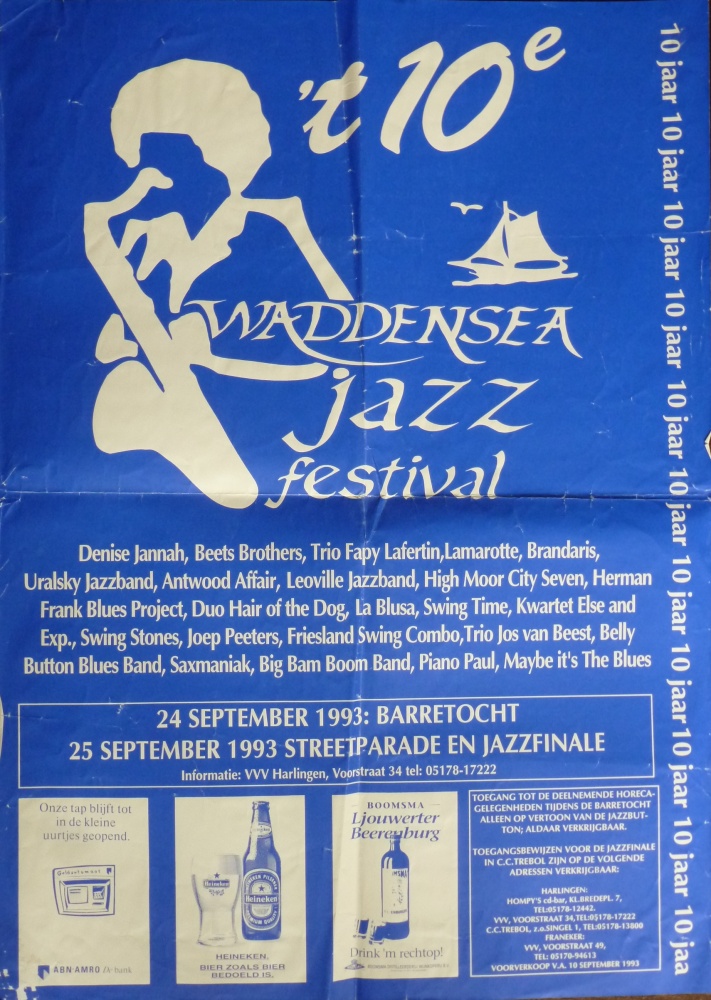 't 10e
WADDENSEA
jazz
festival
10 jaar 10 jaar 10 jaar 10 jaar 10 jaar 10 jaar 10 jaar 10 jaar 10 jaar 10 jaar 10 jaa
Denise Jannah, Beets Brothers, Trio Fapy Lafertin,Lamarotte, Brandaris,
Uralsky Jazzband, Antwood Affair, Leoville Jazzband, High Moor City Seven, Herman
Frank Blues Project, Duo Hair of the Dog, La Blusa, Swing Time, Kwartet Else and
Exp., Swing Stones, Joep Peeters, Friesland Swing Combo,Trio Jos van Beest, Belly
Button Blues Band, Saxmaniak, Big Bam Boom Band, Piano Paul, Maybe it's The Blues
24 SEPTEMBER 1993: BARRETOCHT
25 SEPTEMBER 1993 STREETPARADE EN JAZZFINALE
Informatie: VVV Harlingen, Voorstraat 34 tel: 05178-17222
Onze tap blijft tot
in de kleine
uurtjes geopend.
Geldautomaat
ABN·AMRO De bank
Heineken
Heineken
HEINEKEN.
BIER ZOALS BIER
BEDOELD IS.
BOOMSMA
Ljouwerter
Beerenburg
Drink 'm rechtop!
TOEGANG TOT DE DEELNEMENDE HORECA-
GELEGENHEDEN TIJDENS DE BARRETOCHT
ALLEEN OP VERTOON VAN DE JAZZBUT-
TON; ALDAAR VERKRIJGBAAR.
TOEGANGSBEWIJZEN VOOR DE JAZZFINALE
IN C.C.TREBOL ZIJN OP DE VOLGENDE
ADRESSEN VERKRIJGBAAR:
HARLINGEN:
HOMPY'S cd-bar, KL.BREDEPL. 7,
TEL:05178-12442.
VVV, VOORSTRAAT 34,TEL:05178-17222
C.C.TREBOL, z.o.SINGEL 1, TEL:05178-13800
FRANEKER:
VVV, VOORSTRAAT 49,
TEL: 05170-94613
VOORVERKOOP V.A. 10 SEPTEMBER 1993